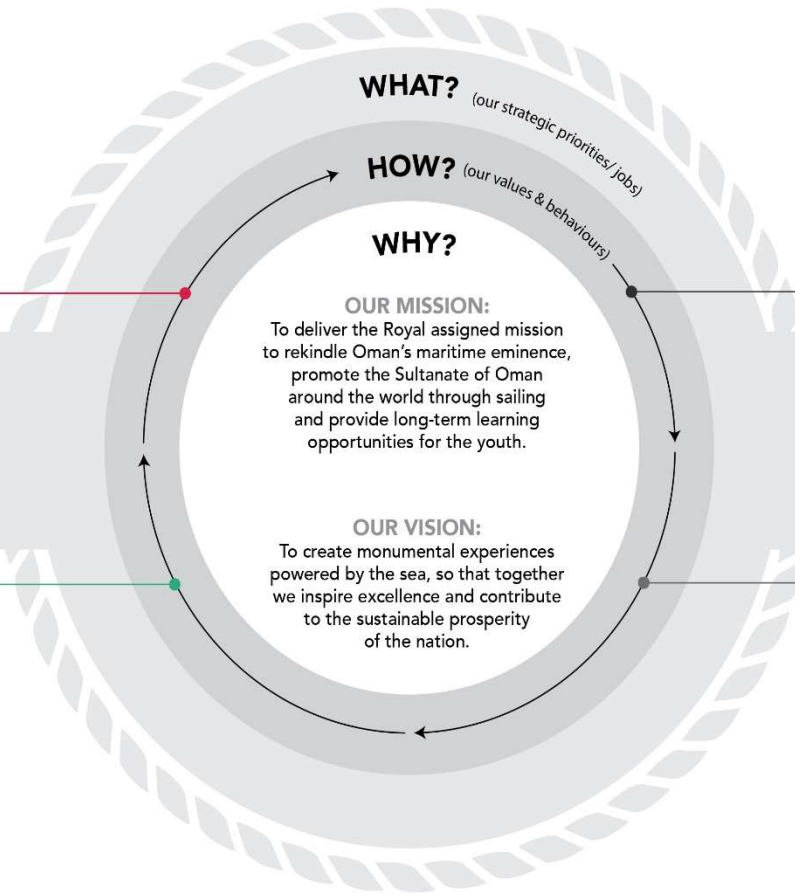 WHAT? (our strategic priorities/ jobs)
HOW? (our values & behaviours)
WHY?
OUR MISSION:
To deliver the Royal assigned mission
to rekindle Oman's maritime eminence,
promote the Sultanate of Oman
around the world through sailing
and provide long-term learning
opportunities for the youth.
OUR VISION:
To create monumental experiences
powered by the sea, so that together
we inspire excellence and contribute
to the sustainable prosperity
of the nation.